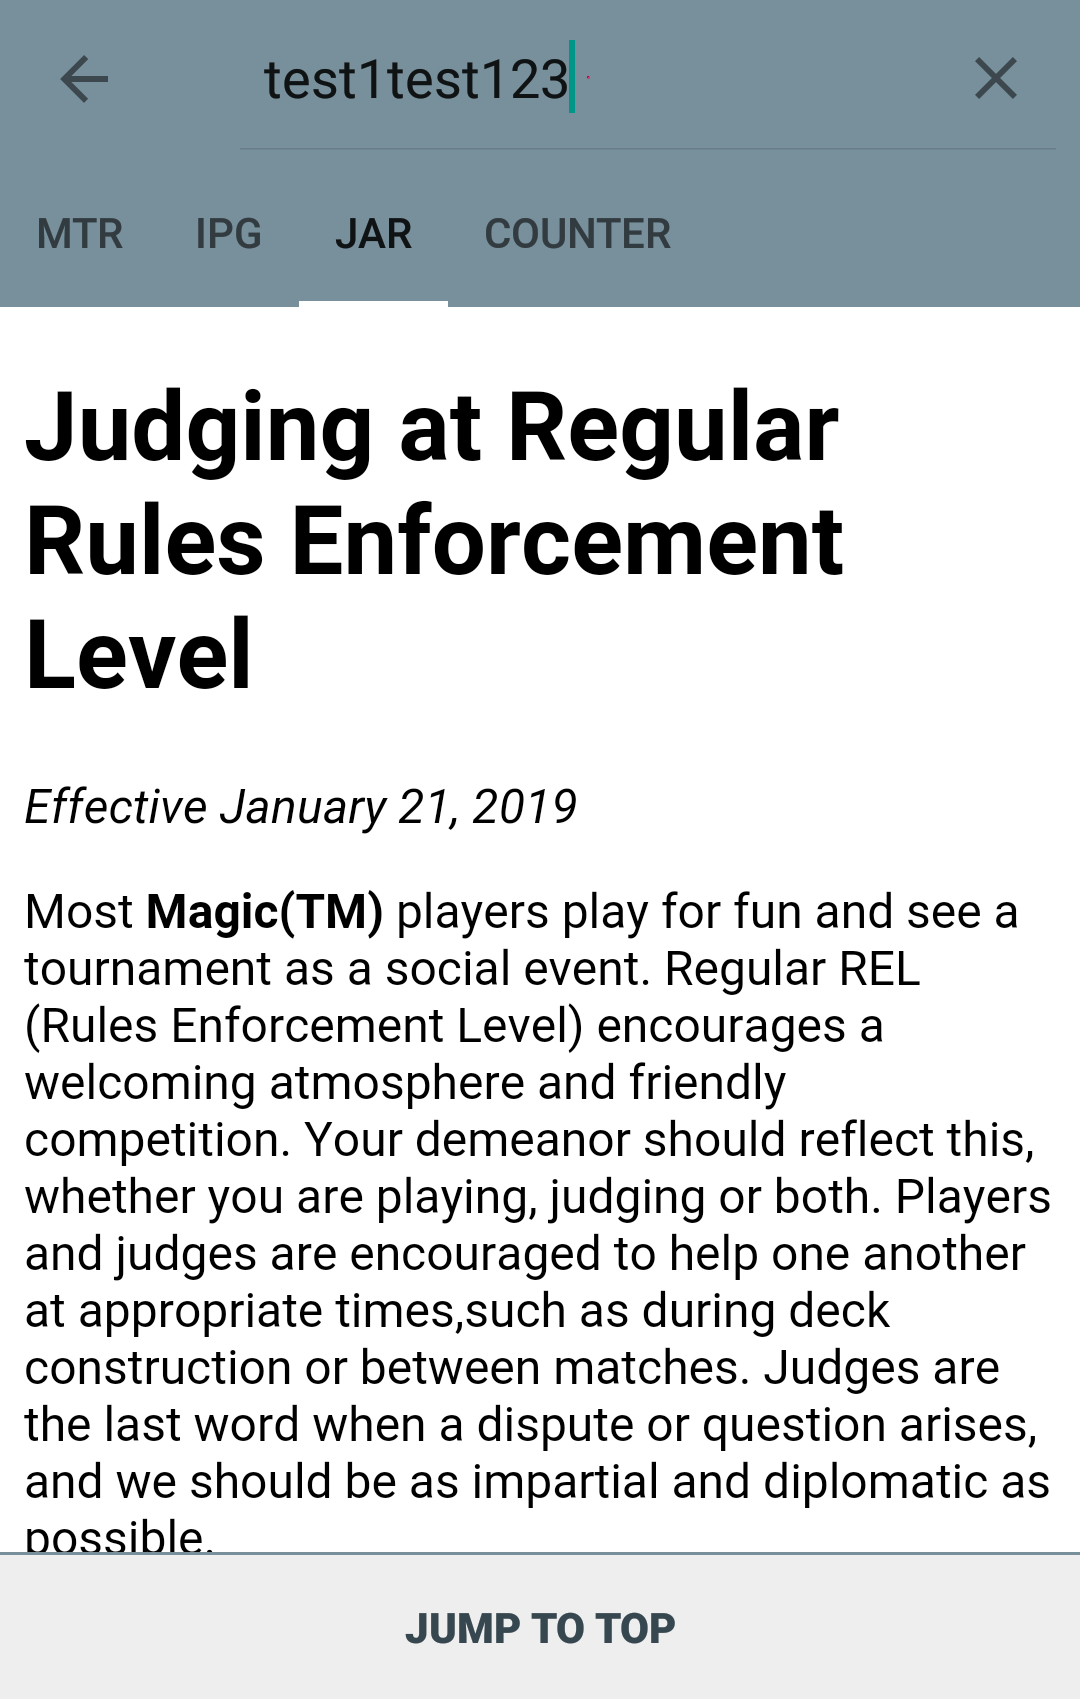 test1test123
MTR IPG JAR COUNTER
Judging at Regular
Rules Enforcement
Level
Effective January 21, 2019
Most Magic(TM) players play for fun and see a
tournament as a social event. Regular REL
(Rules Enforcement Level) encourages a
welcoming atmosphere and friendly
competition. Your demeanor should reflect this,
whether you are playing, judging or both. Players
and judges are encouraged to help one another
at appropriate times,such as during deck
construction or between matches. Judges are
the last word when a dispute or question arises,
and we should be as impartial and diplomatic as
possible.
JUMP TO TOP